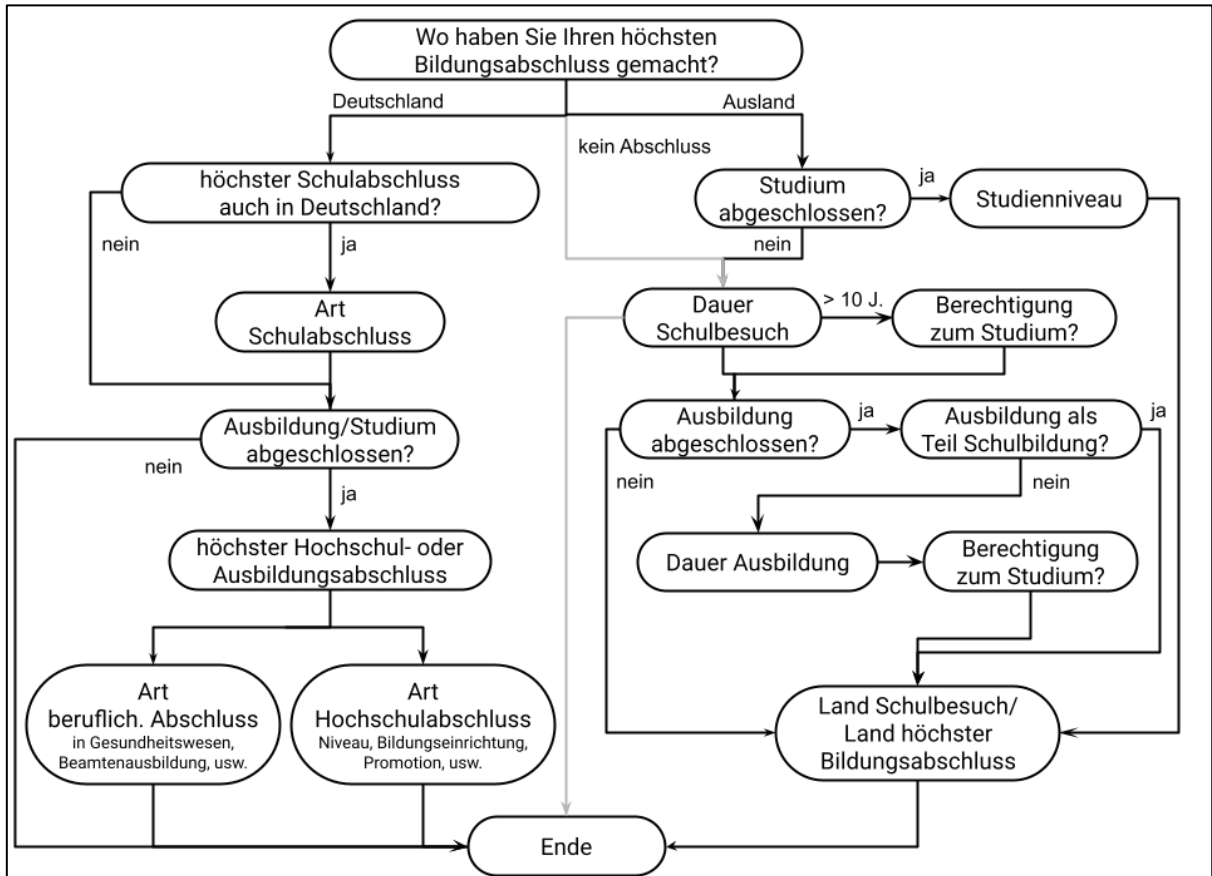 Wo haben Sie Ihren höchsten
Bildungsabschluss gemacht?
Deutschland
Ausland
kein Abschluss
höchster Schulabschluss
auch in Deutschland?
Studium
abgeschlossen?
ja
Studienniveau
nein
ja
nein
Art
Schulabschluss
Dauer
Schulbesuch
> 10 J.
Berechtigung
zum Studium?
Ausbildung/Studium
abgeschlossen?
Ausbildung
abgeschlossen?
ja
Ausbildung als
Teil Schulbildung?
ja
nein
ja
nein
nein
höchster Hochschul- oder
Ausbildungsabschluss
Dauer Ausbildung
Berechtigung
zum Studium?
Art
beruflich. Abschluss
in Gesundheitswesen,
Beamtenausbildung, usw.
Art
Hochschulabschluss
Niveau, Bildungseinrichtung,
Promotion, usw.
Land Schulbesuch/
Land höchster
Bildungsabschluss
Ende